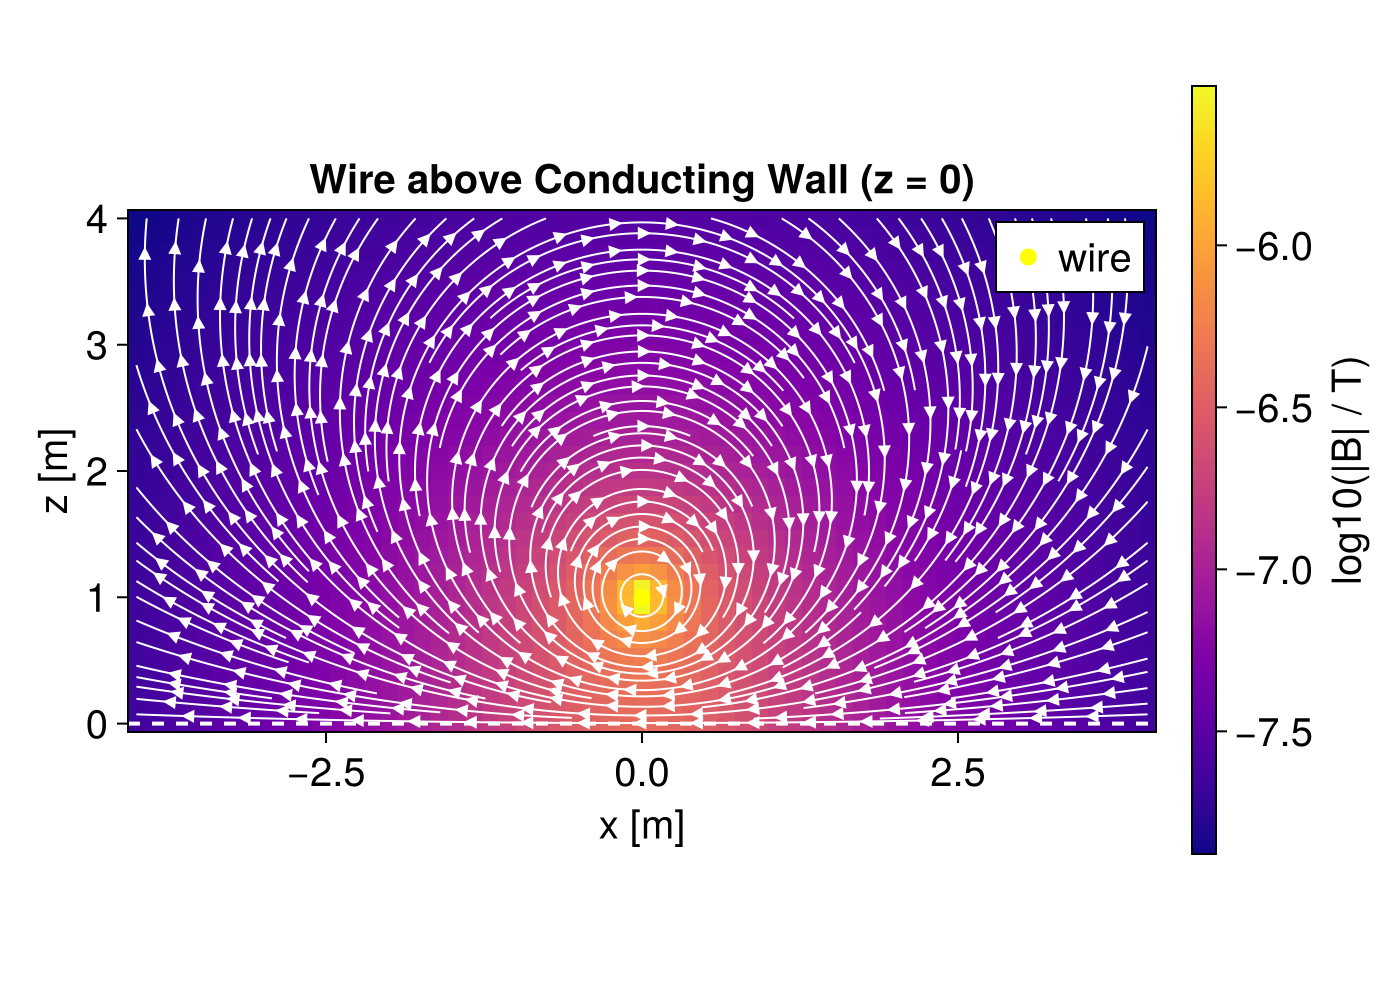 Wire above Conducting Wall (z = 0)
wire
4
3
2
1
0
z [m]
−2.5
0.0
2.5
x [m]
−6.0
−6.5
−7.0
−7.5
log10(|B| / T)